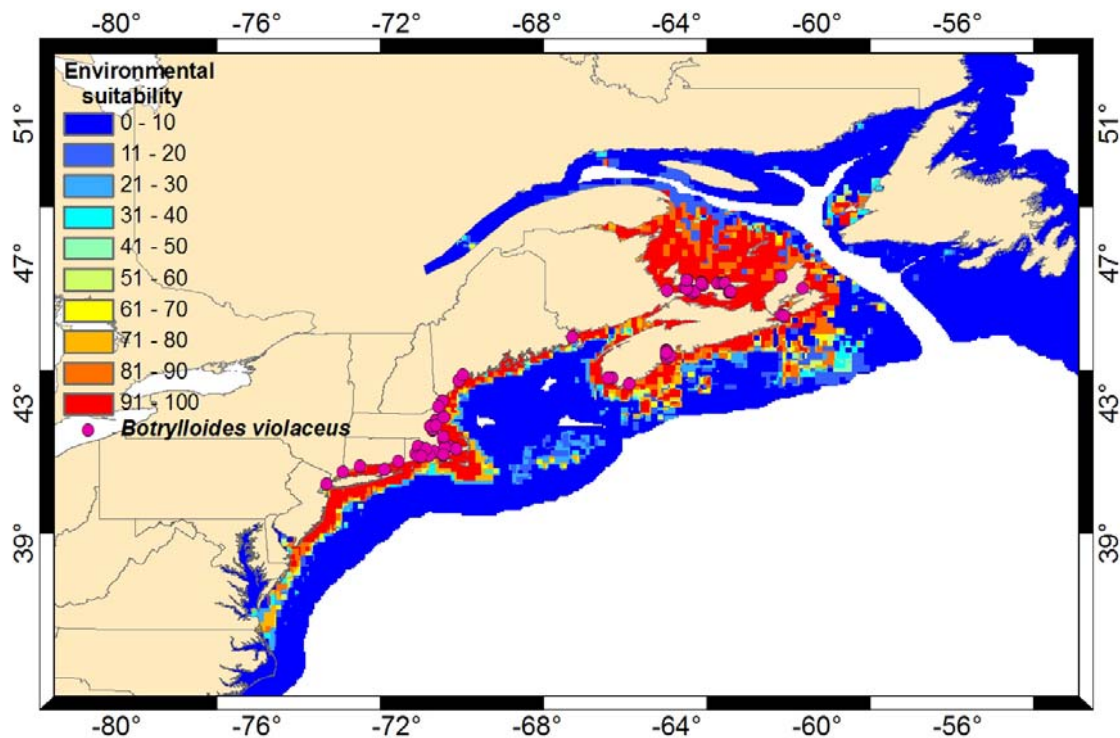 -80° -76° -72° -68° -64° -60° -56°
Environmental
suitability
0 - 10
11 - 20
21 - 30
31 - 40
41 - 50
51 - 60
61 - 70
71 - 80
81 - 90
91 - 100
Botrylloides violaceus
51° 51°
47° 47°
43° 43°
39° 39°
-80° -76° -72° -68° -64° -60° -56°